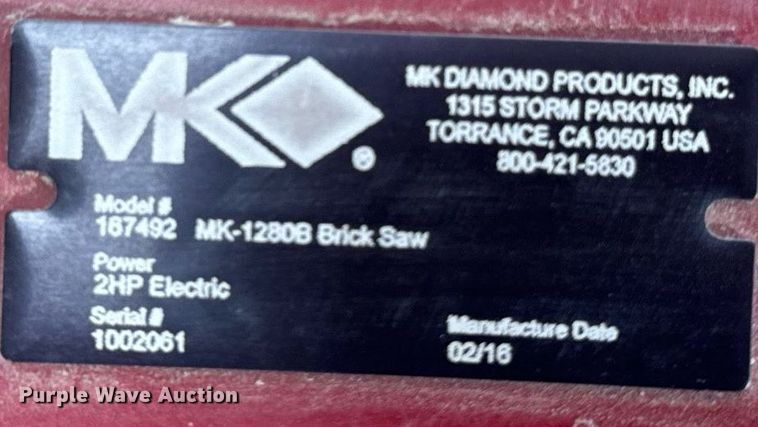 MK®
MK DIAMOND PRODUCTS, INC.
1315 STORM PARKWAY
TORRANCE, CA 90501 USA
800-421-5830
Model #
167492 MK-1280B Brick Saw
Power
2HP Electric
Serial #
1002061
Manufacture Date
02/16
Purple Wave Auction